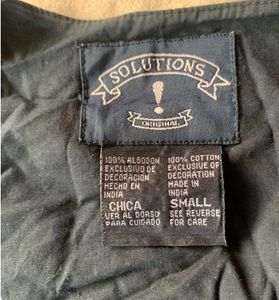 SOLUTIONS
!
ORIGINAL
100% ALGODON
EXCLUSIVO DE
DECORACION
HECHO EN
INDIA
CHICA
VER AL DORSO
PARA CUIDADO
100% COTTON
EXCLUSIVE OF
DECORATION
MADE IN
INDIA
SMALL
SEE REVERSE
FOR CARE